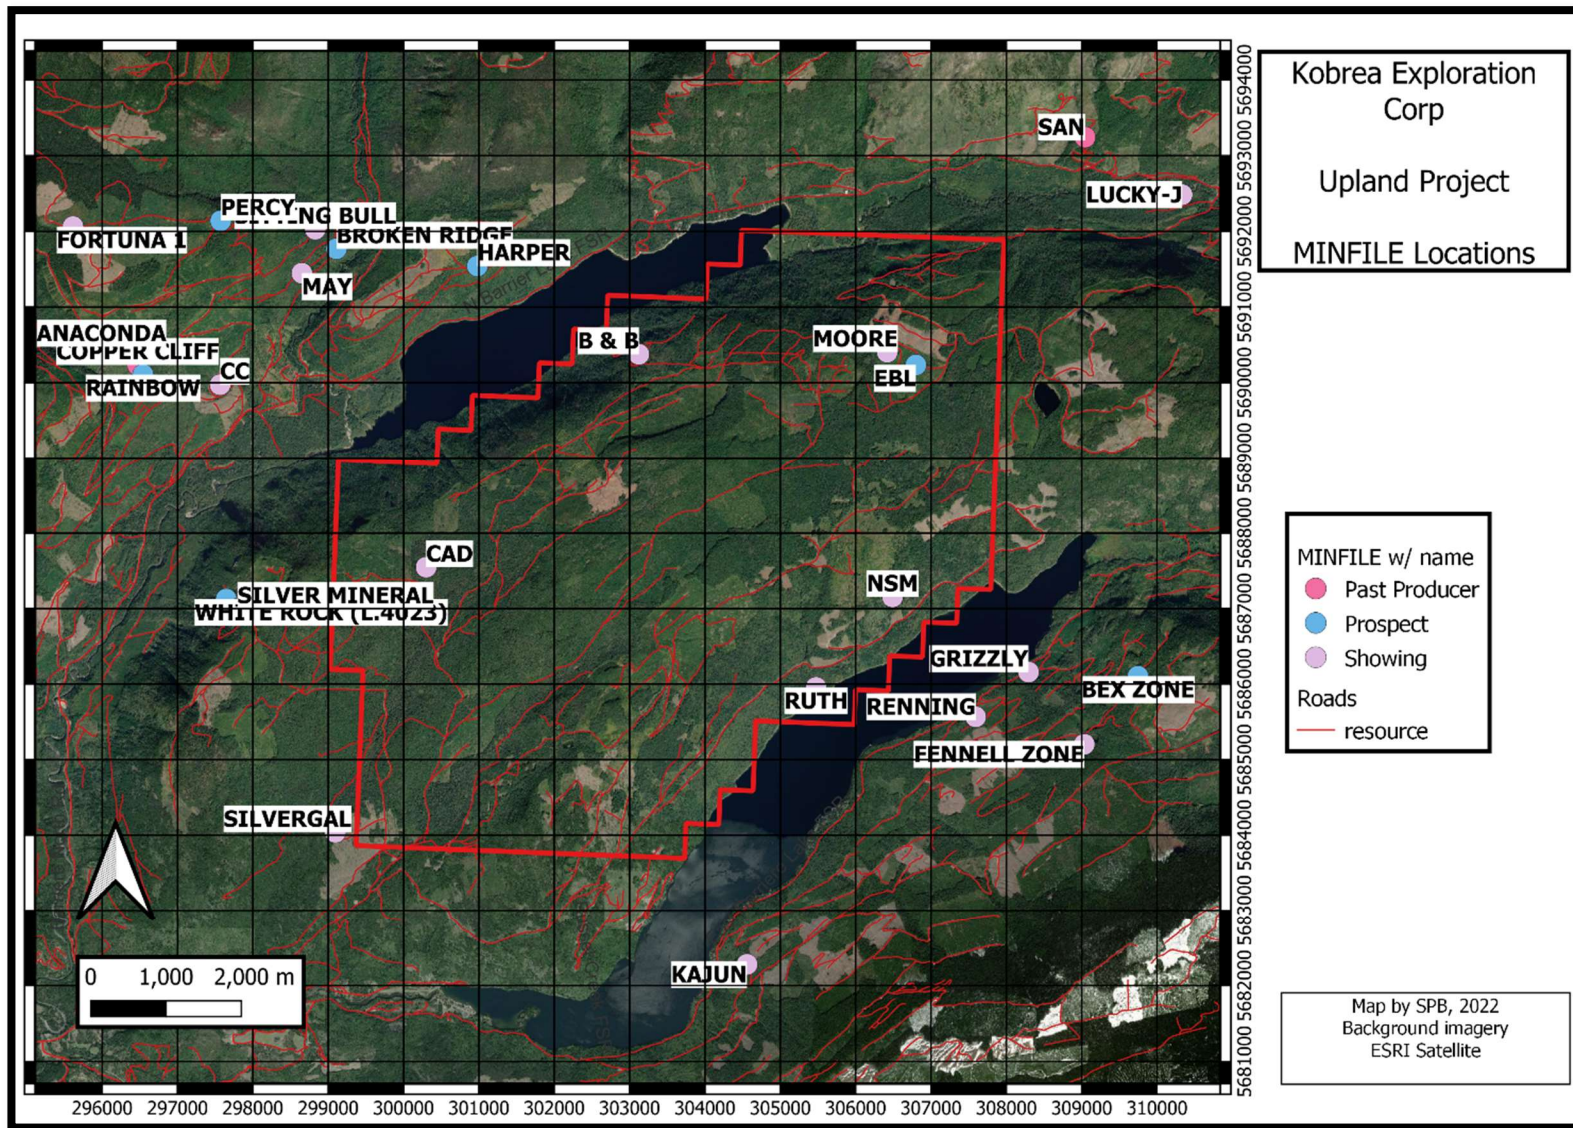 Kobrea Exploration
Corp
Upland Project
MINFILE Locations
SAN
LUCKY-J
PERCY
SITTING BULL
FORTUNA 1
BROKEN RIDGE
HARPER
MAY
ANACONDA
COPPER CLIFF
RAINBOW
CC
B & B
MOORE
EBL
CAD
SILVER MINERAL
WHITE ROCK (L.4023)
NSM
GRIZZLY
RUTH
RENNING
BEX ZONE
FENNELL ZONE
SILVERGAL
KAJUN
MINFILE w/ name
Past Producer
Prospect
Showing
Roads
resource
0 1,000 2,000 m
Map by SPB, 2022
Background imagery
ESRI Satellite
5694000
5693000
5692000
5691000
5690000
5689000
5688000
5687000
5686000
5685000
5684000
5683000
5682000
5681000
296000 297000 298000 299000 300000 301000 302000 303000 304000 305000 306000 307000 308000 309000 310000